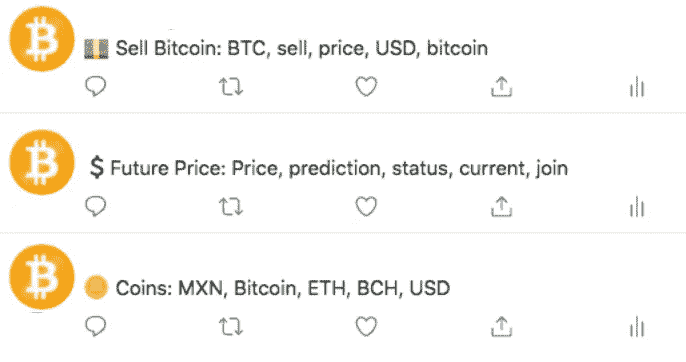 💵 Sell Bitcoin: BTC, sell, price, USD, bitcoin
$ Future Price: Price, prediction, status, current, join
Coins: MXN, Bitcoin, ETH, BCH, USD